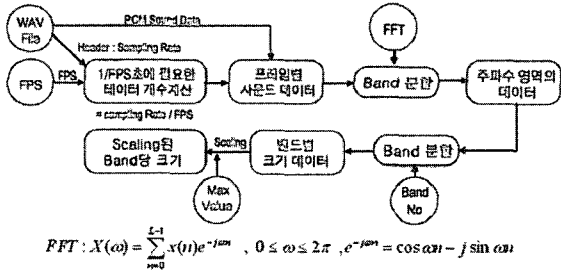 WAV
File
PCM Sound Data
Header : Sampling Rate
FPS
FPS
1/FPS초에 필요한
데이터 개수계산
= sampling Rate / FPS
프레임별
사운드 데이터
FFT
Band 분할
주파수 영역의
데이터
Scaling된
Band당 크기
Scaling
밴드별
크기 데이터
Band 분할
Max
Value
Band
No
FFT : X(ω) = \sum_{n=0}^{L-1} x(n)e^{-jωn} , 0 ≤ ω ≤ 2π , e^{-jωn} = cos ωn − j sin ωn